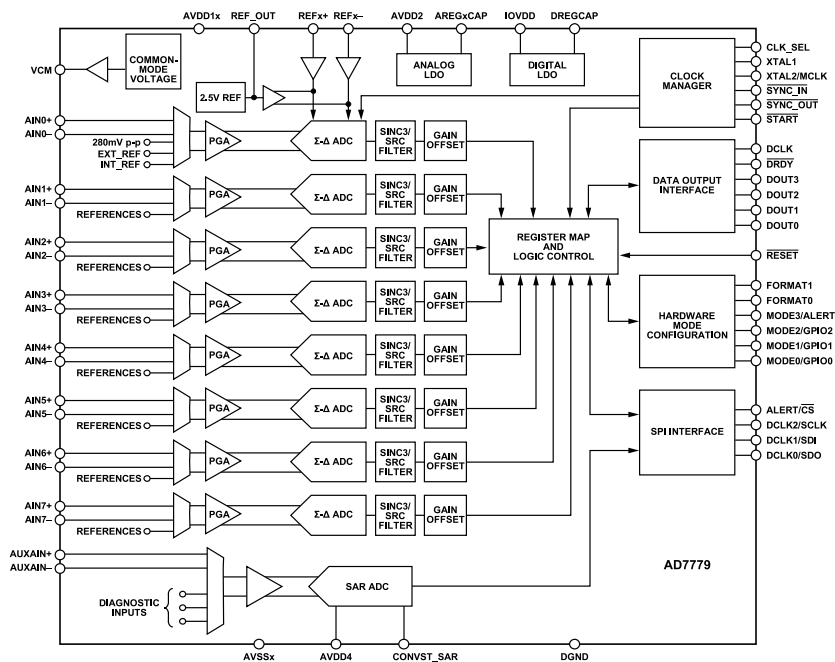 AVDD1x REF_OUT REFx+ REFx– AVDD2 AREGxCAP IOVDD DREGCAP
VCM
COMMON-
MODE
VOLTAGE
2.5V REF
ANALOG
LDO
DIGITAL
LDO
CLOCK
MANAGER
CLK_SEL
XTAL1
XTAL2/MCLK
SYNC_IN
SYNC_OUT
START
AIN0+
AIN0–
280mV p-p
EXT_REF
INT_REF
PGA
Σ-Δ ADC
SINC3/
SRC
FILTER
GAIN
OFFSET
AIN1+
AIN1–
REFERENCES
PGA
Σ-Δ ADC
SINC3/
SRC
FILTER
GAIN
OFFSET
AIN2+
AIN2–
REFERENCES
PGA
Σ-Δ ADC
SINC3/
SRC
FILTER
GAIN
OFFSET
AIN3+
AIN3–
REFERENCES
PGA
Σ-Δ ADC
SINC3/
SRC
FILTER
GAIN
OFFSET
AIN4+
AIN4–
REFERENCES
PGA
Σ-Δ ADC
SINC3/
SRC
FILTER
GAIN
OFFSET
AIN5+
AIN5–
REFERENCES
PGA
Σ-Δ ADC
SINC3/
SRC
FILTER
GAIN
OFFSET
AIN6+
AIN6–
REFERENCES
PGA
Σ-Δ ADC
SINC3/
SRC
FILTER
GAIN
OFFSET
AIN7+
AIN7–
REFERENCES
PGA
Σ-Δ ADC
SINC3/
SRC
FILTER
GAIN
OFFSET
REGISTER MAP
AND
LOGIC CONTROL
DATA OUTPUT
INTERFACE
DCLK
DRDY
DOUT3
DOUT2
DOUT1
DOUT0
RESET
HARDWARE
MODE
CONFIGURATION
FORMAT1
FORMAT0
MODE3/ALERT
MODE2/GPIO2
MODE1/GPIO1
MODE0/GPIO0
SPI INTERFACE
ALERT/CS
DCLK2/SCLK
DCLK1/SDI
DCLK0/SDO
AUXAIN+
AUXAIN–
DIAGNOSTIC
INPUTS
SAR ADC
AD7779
AVSSx AVDD4 CONVST_SAR DGND